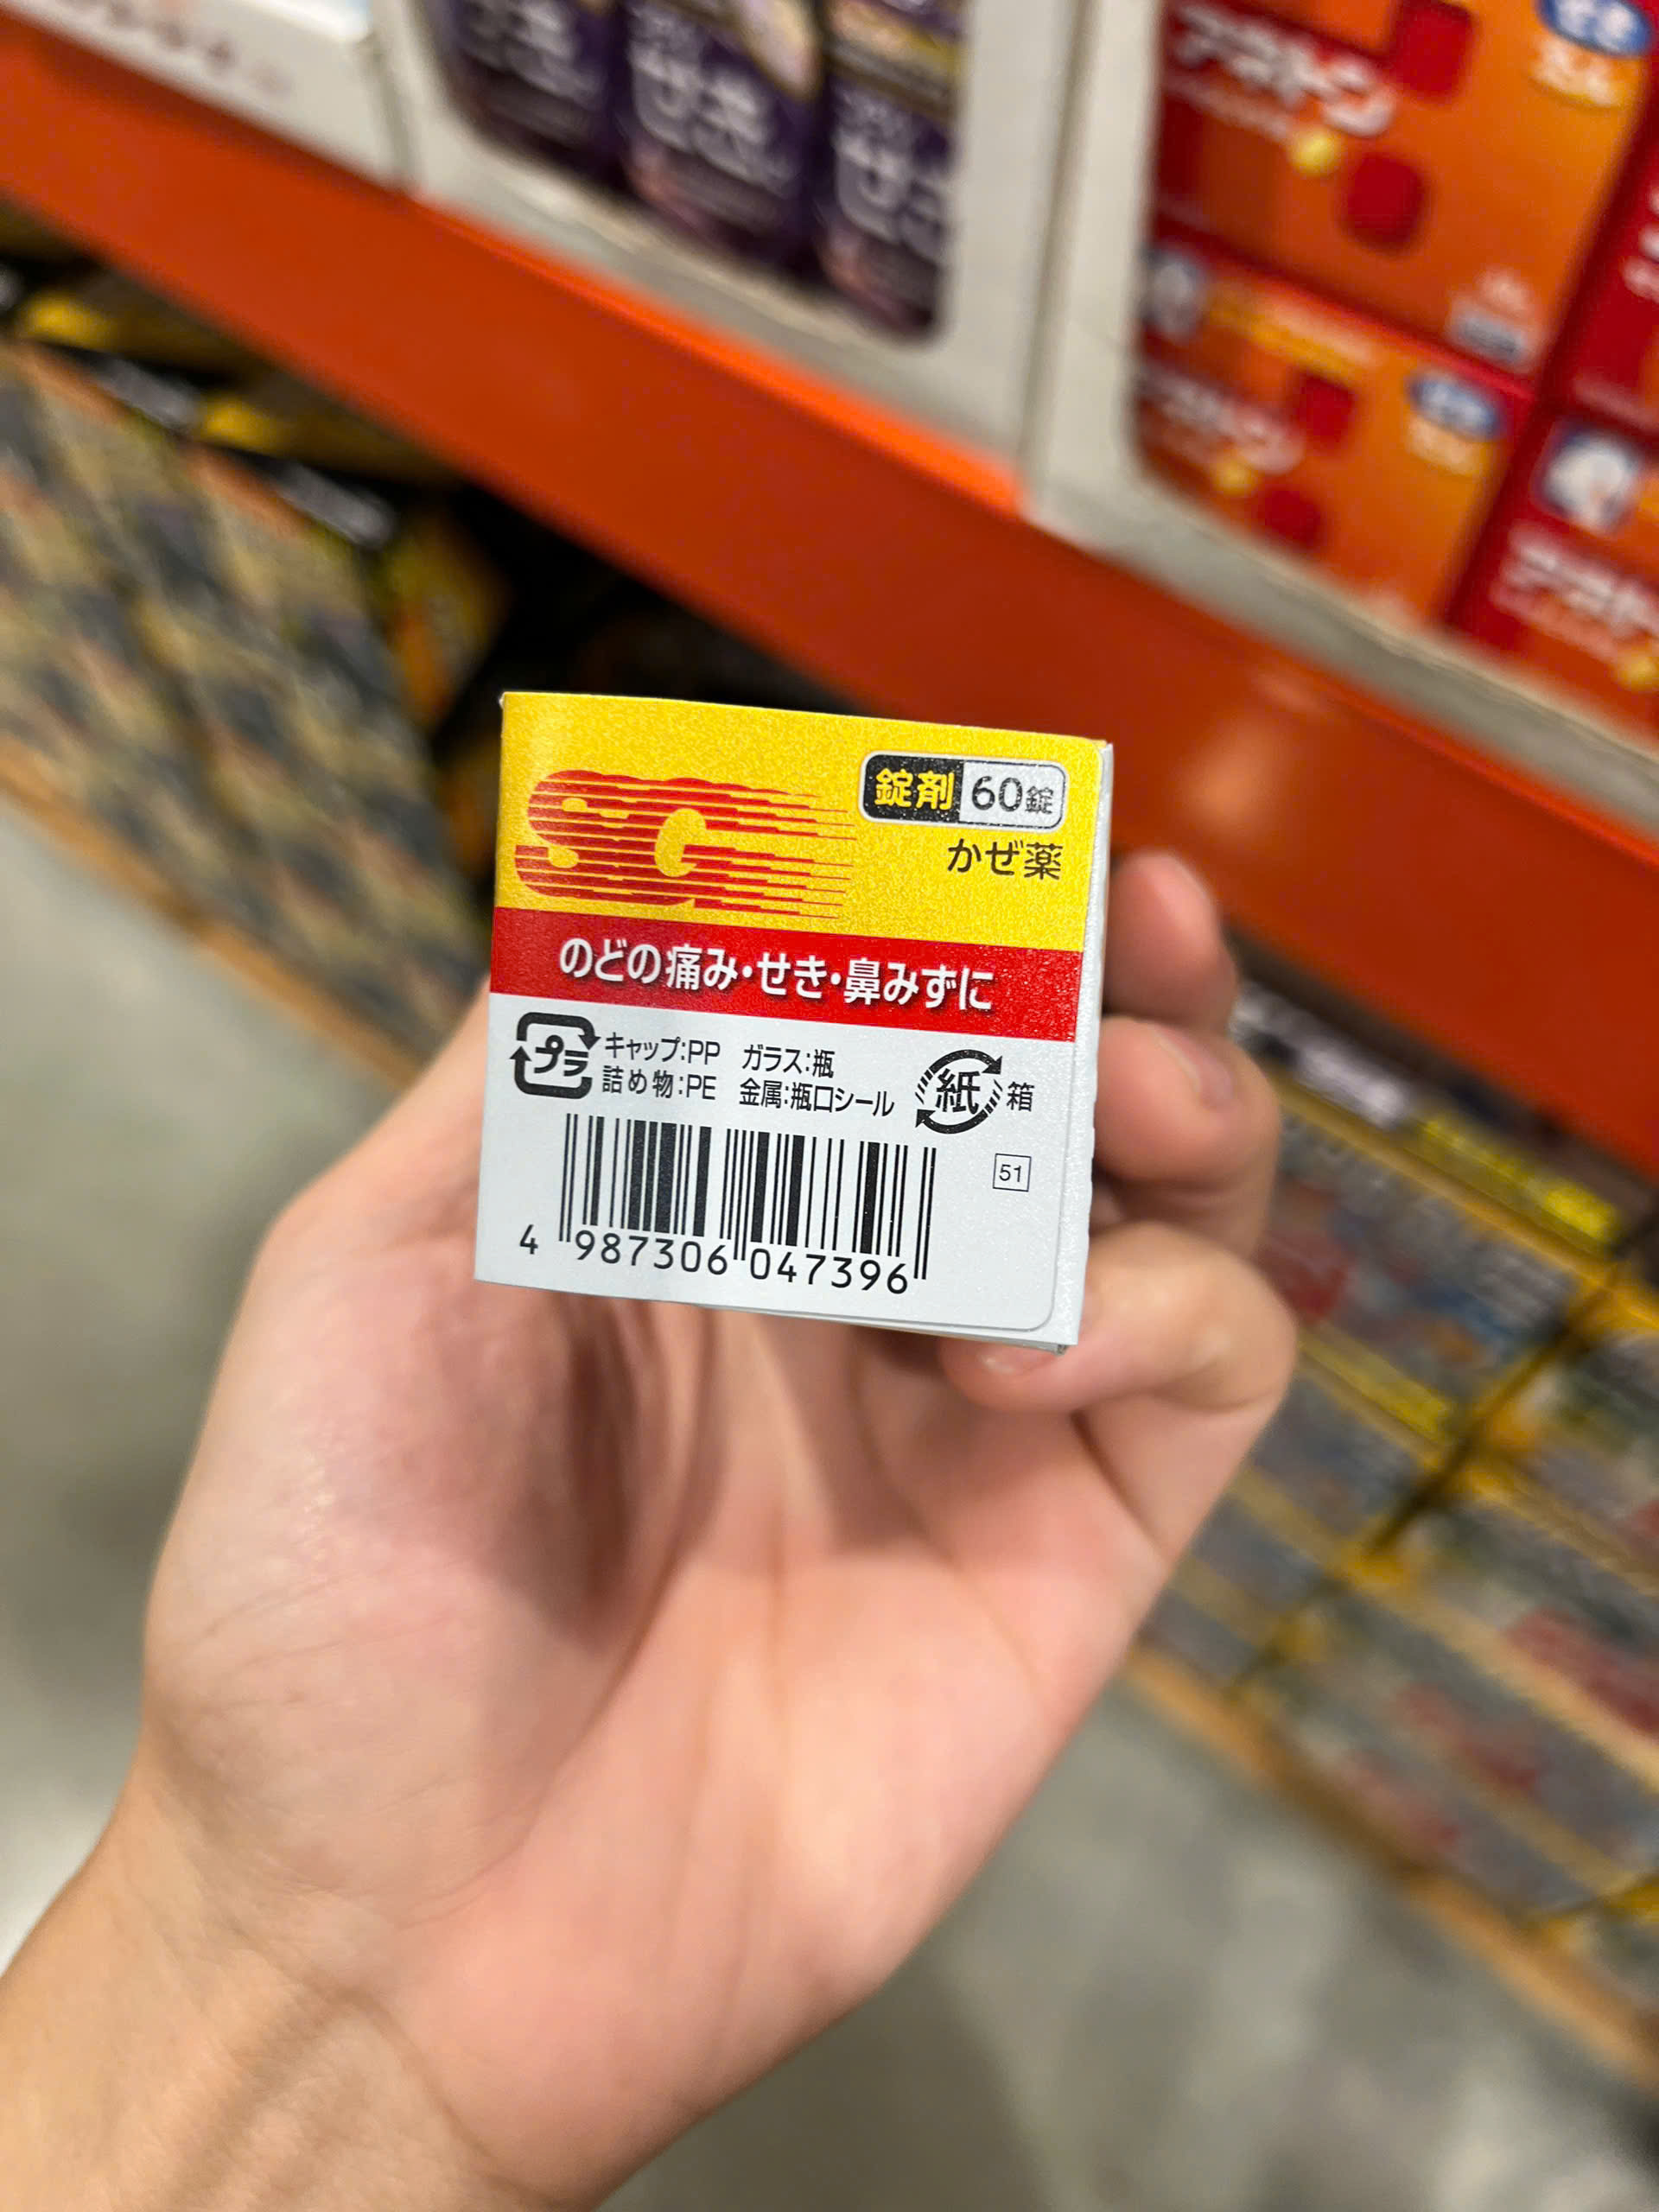 SG
錠剤 60錠
かぜ薬
のどの痛み・せき・鼻みずに
プラ
キャップ:PP ガラス:瓶
詰め物:PE 金属:瓶口シール
紙 箱
51
4 987306 047396